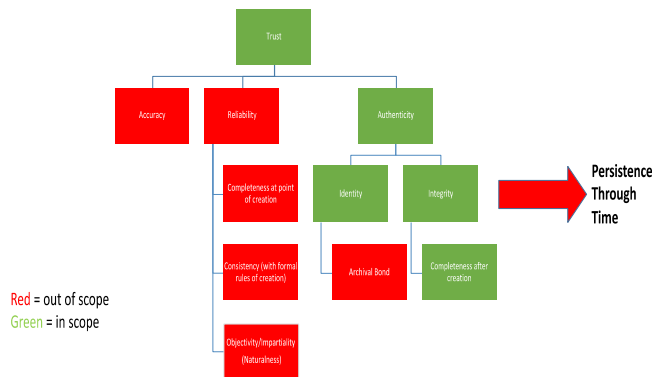 Trust
Accuracy
Reliability
Authenticity
Completeness at point
of creation
Identity
Integrity
Persistence
Through
Time
Consistency (with formal
rules of creation)
Archival Bond
Completeness after
creation
Red = out of scope
Green = in scope
Objectivity/Impartiality
(Naturalness)